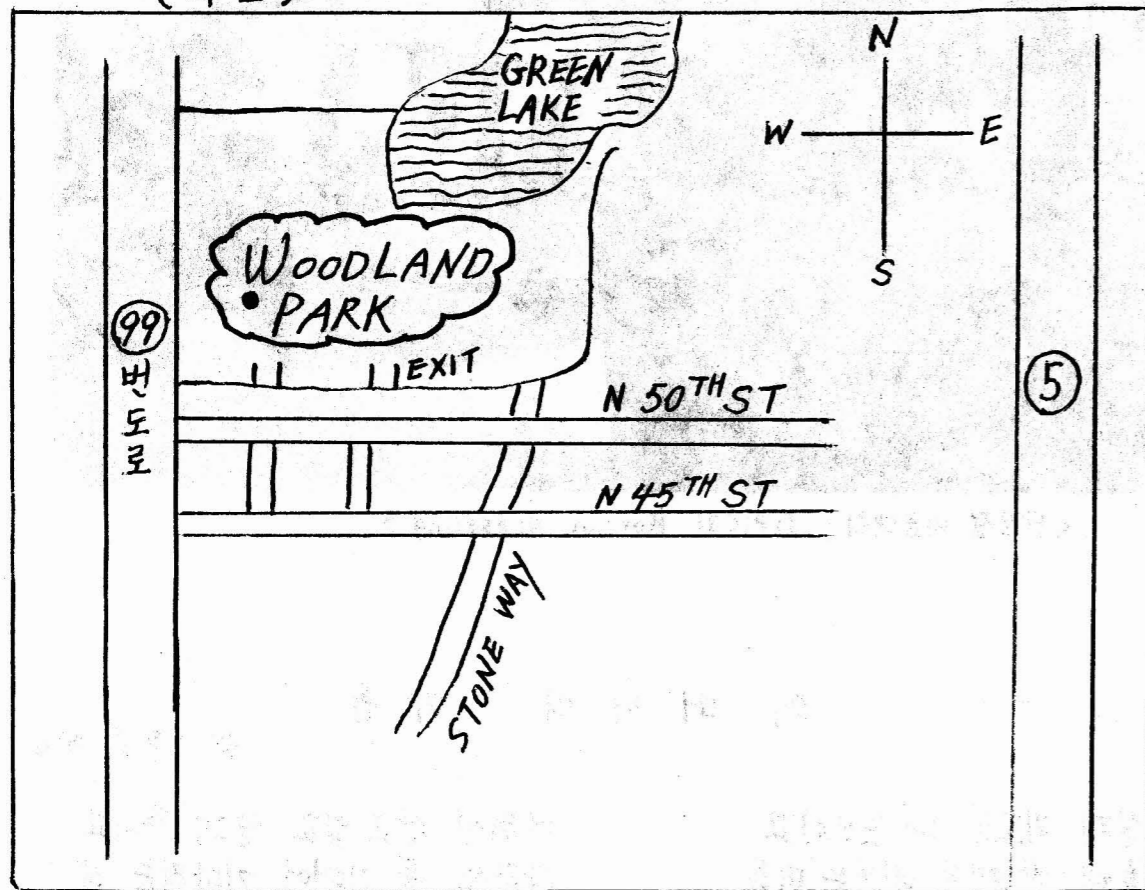 GREEN
LAKE
N
W E
S
WOODLAND
PARK
99
번
도
로
EXIT
5
N 50TH ST
N 45TH ST
STONE WAY